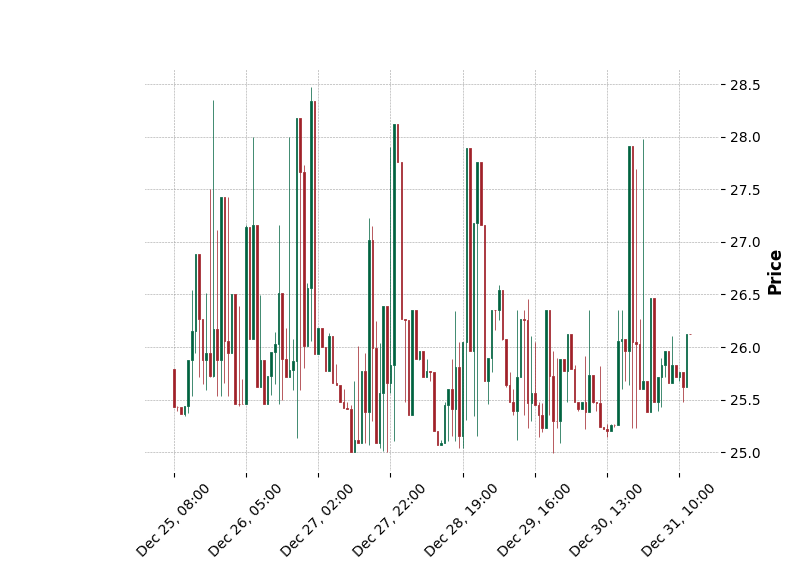 28.5
28.0
27.5
27.0
26.5
26.0
25.5
25.0
Price
Dec 25, 08:00
Dec 26, 05:00
Dec 27, 02:00
Dec 27, 22:00
Dec 28, 19:00
Dec 29, 16:00
Dec 30, 13:00
Dec 31, 10:00